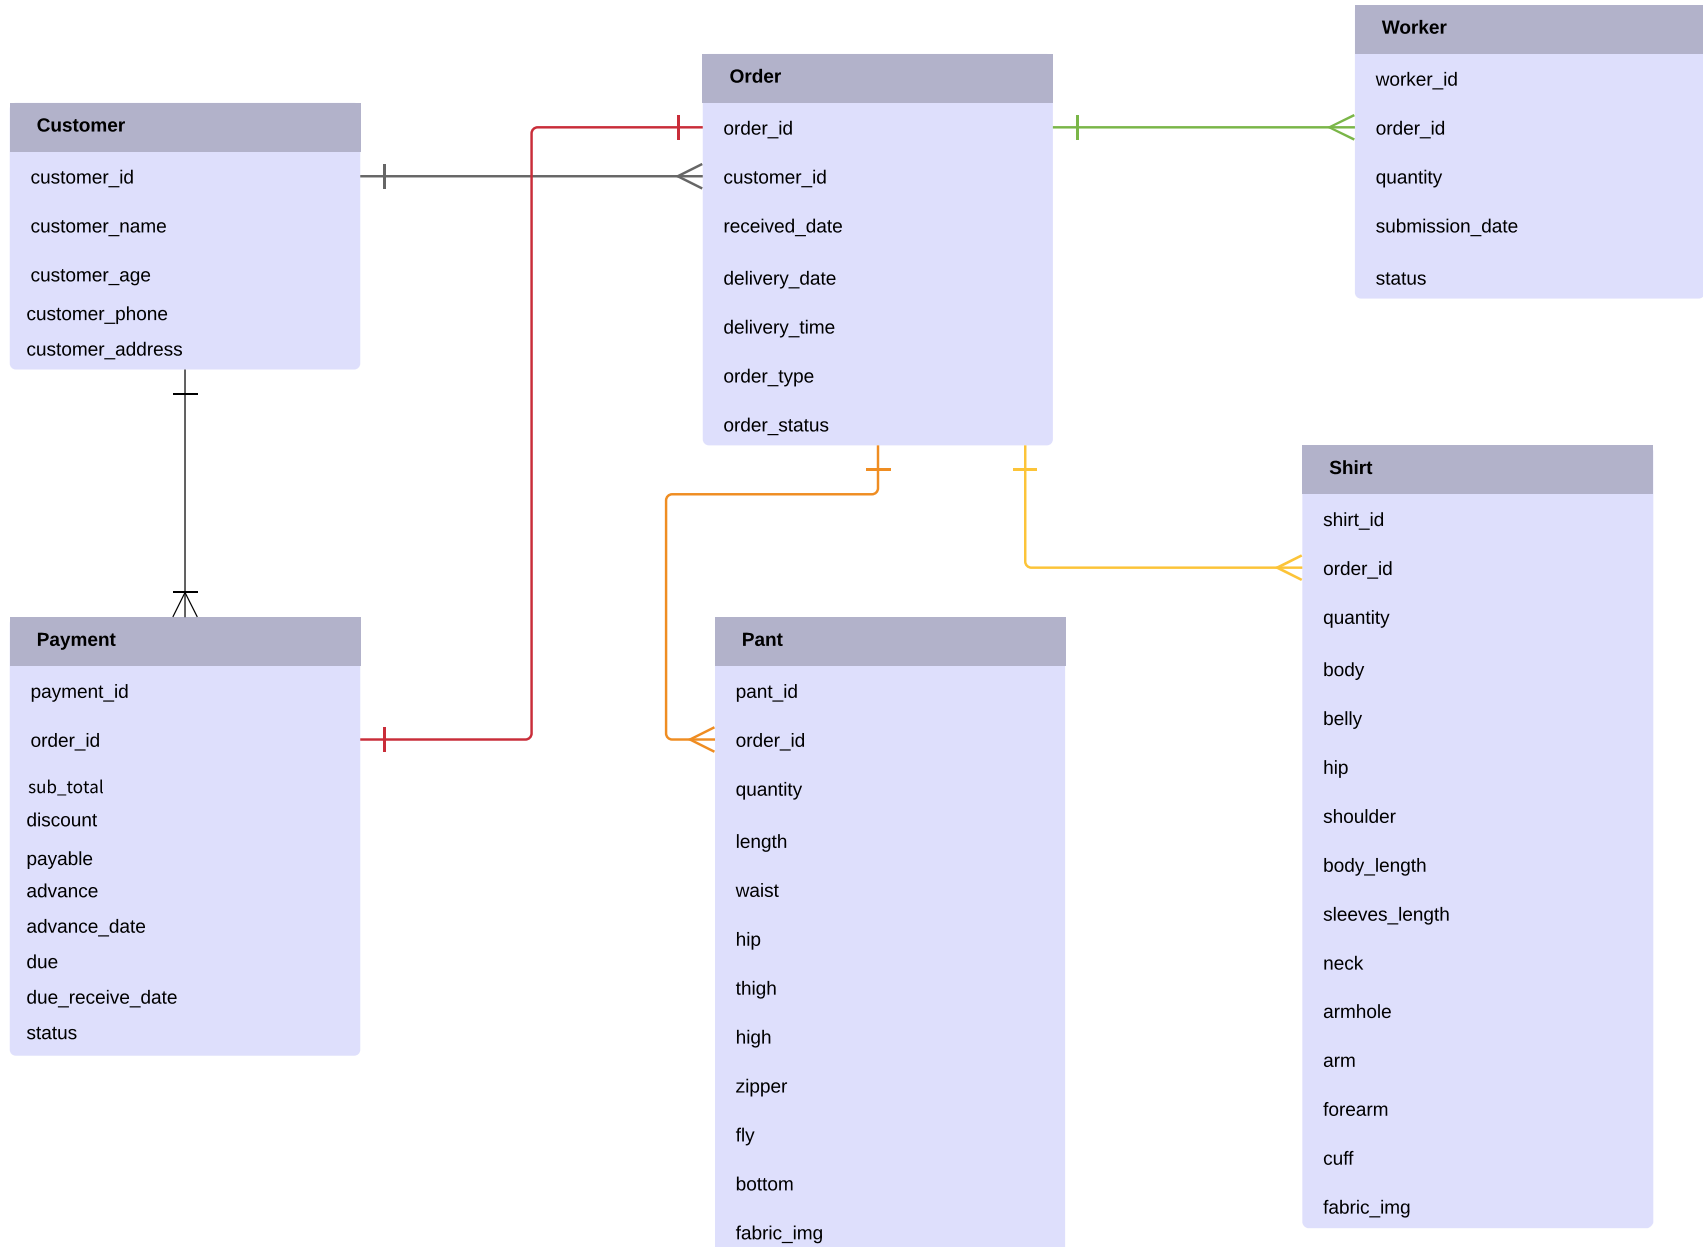 Customer
customer_id
customer_name
customer_age
customer_phone
customer_address
Payment
payment_id
order_id
sub_total
discount
payable
advance
advance_date
due
due_receive_date
status
Order
order_id
customer_id
received_date
delivery_date
delivery_time
order_type
order_status
Pant
pant_id
order_id
quantity
length
waist
hip
thigh
high
zipper
fly
bottom
fabric_img
Worker
worker_id
order_id
quantity
submission_date
status
Shirt
shirt_id
order_id
quantity
body
belly
hip
shoulder
body_length
sleeves_length
neck
armhole
arm
forearm
cuff
fabric_img